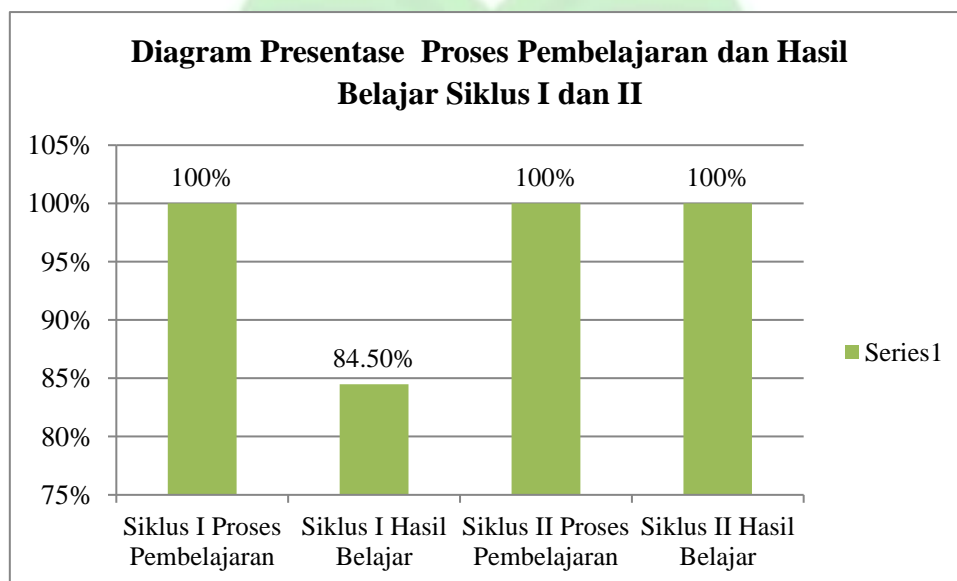 Diagram Presentase Proses Pembelajaran dan Hasil
Belajar Siklus I dan II
105%
100%
95%
90%
85%
80%
75%
100%
84.50%
100%
100%
Siklus I Proses
Pembelajaran
Siklus I Hasil
Belajar
Siklus II Proses
Pembelajaran
Siklus II Hasil
Belajar
Series1